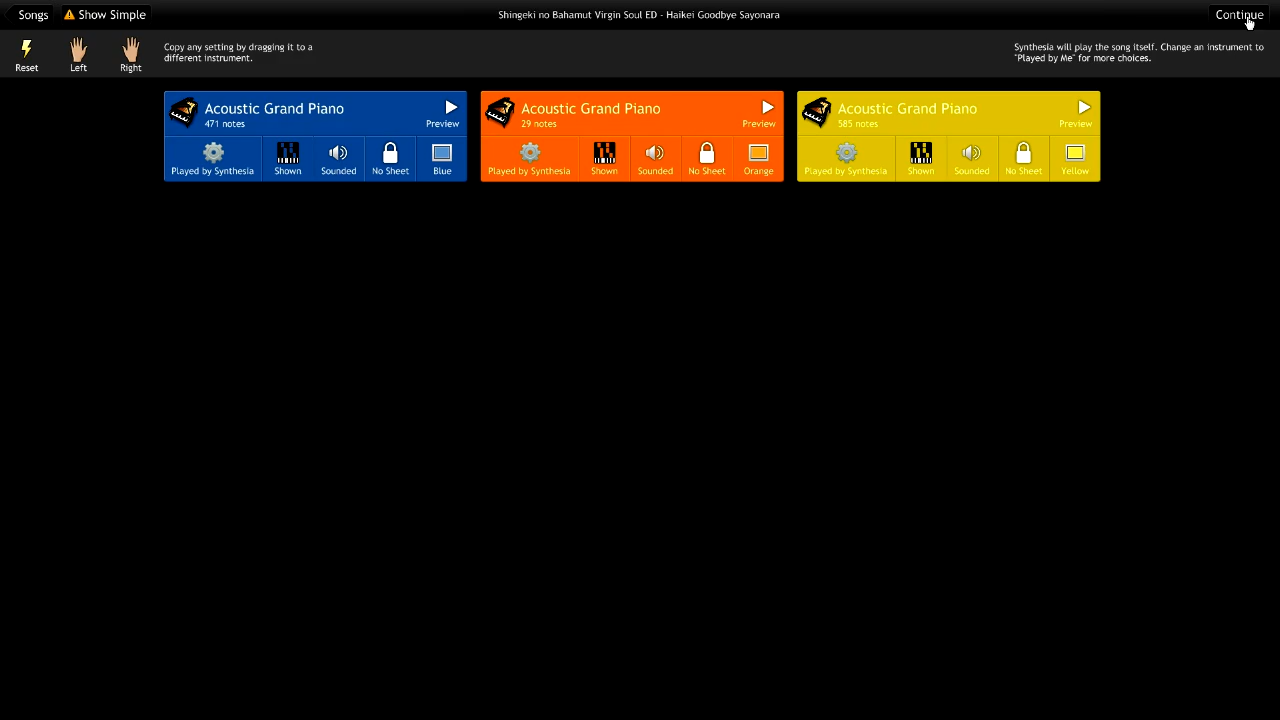 Songs
Show Simple
Shingeki no Bahamut Virgin Soul ED - Haikei Goodbye Sayonara
Continue
Reset
Left
Right
Copy any setting by dragging it to a
different instrument.
Synthesia will play the song itself. Change an instrument to
"Played by Me" for more choices.
Acoustic Grand Piano
471 notes
Preview
Played by Synthesia
Shown
Sounded
No Sheet
Blue
Acoustic Grand Piano
29 notes
Preview
Played by Synthesia
Shown
Sounded
No Sheet
Orange
Acoustic Grand Piano
585 notes
Preview
Played by Synthesia
Shown
Sounded
No Sheet
Yellow